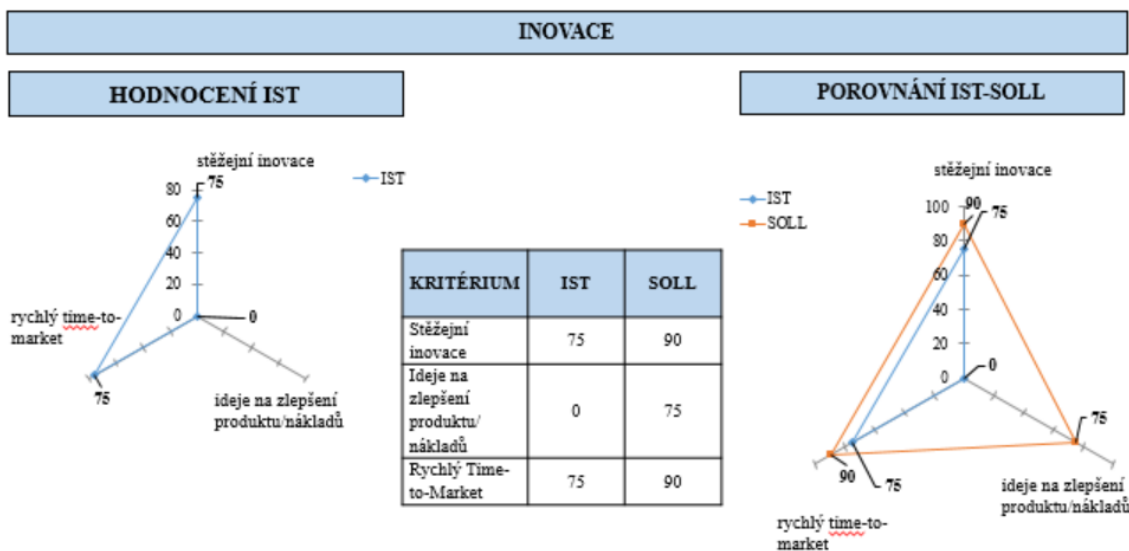 INOVACE
HODNOCENÍ IST
POROVNÁNÍ IST-SOLL
stěžejní inovace
75
IST
80
60
40
20
0
0
rychlý time-to-
market
75
ideje na zlepšení
produktu/nákladů
KRITÉRIUM IST SOLL
Stěžejní
inovace
75 90
Ideje na
zlepšení
produktu/
nákladů
0 75
Rychlý Time-
to-Market
75 90
stěžejní inovace
IST
SOLL
100
90
75
80
60
40
20
0
0
75
90
75
ideje na zlepšení
produktu/nákladů
rychlý time-to-
market